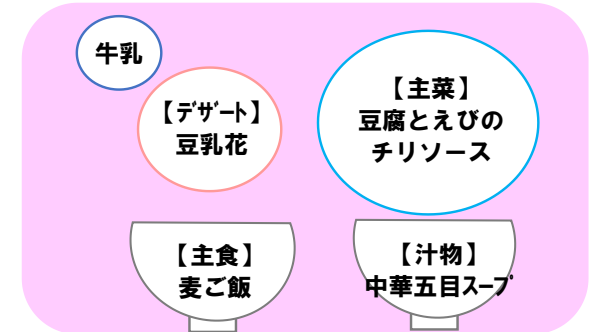 牛乳
【ﾃﾞｻﾞｰﾄ】
豆乳花
【主菜】
豆腐とえびの
チリソース
【主食】
麦ご飯
【汁物】
中華五目ｽｰﾌﾟ